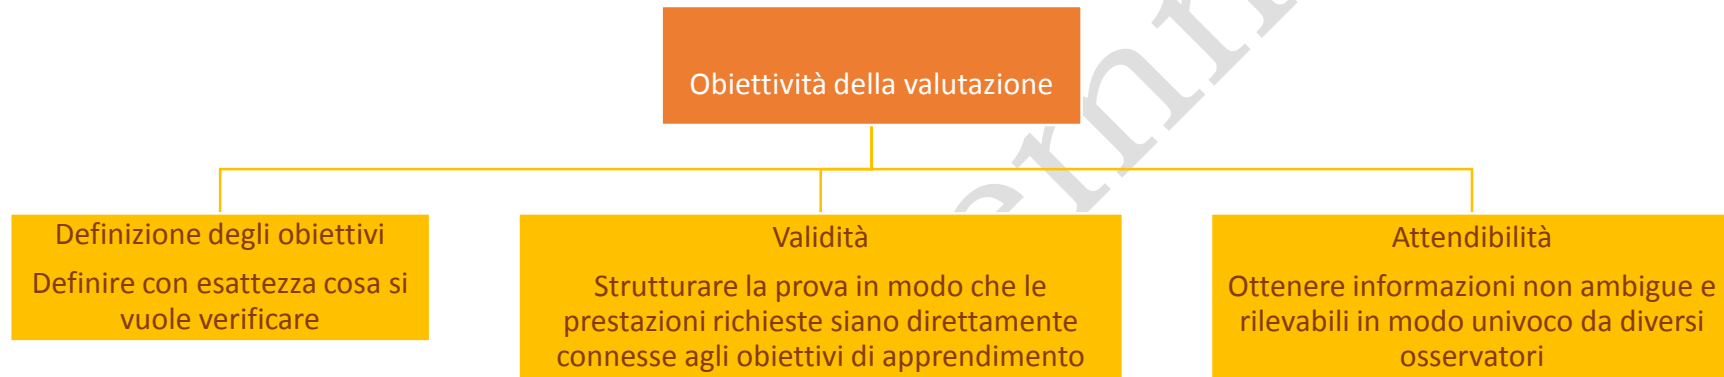 Obiettività della valutazione
Definizione degli obiettivi
Definire con esattezza cosa si
vuole verificare
Validità
Strutturare la prova in modo che le
prestazioni richieste siano direttamente
connesse agli obiettivi di apprendimento
Attendibilità
Ottenere informazioni non ambigue e
rilevabili in modo univoco da diversi
osservatori